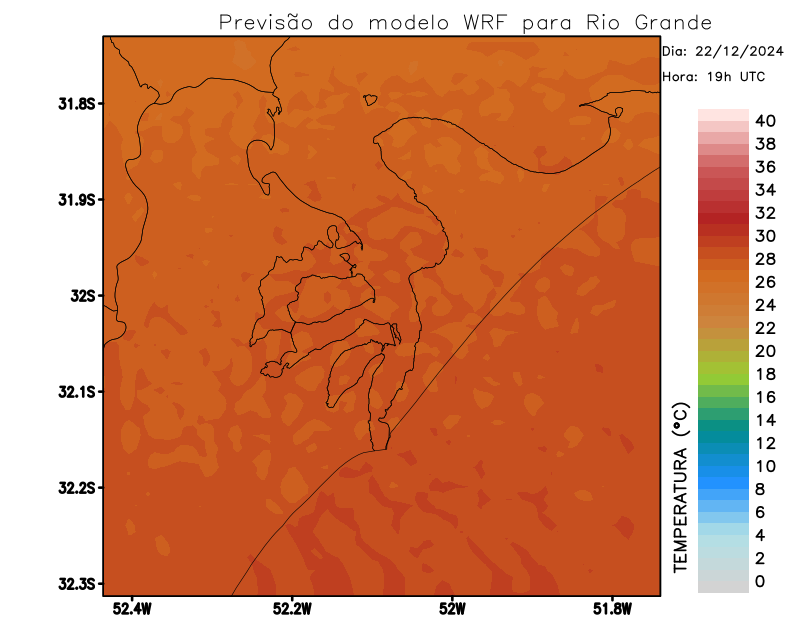 Previsão do modelo WRF para Rio Grande
Dia: 22/12/2024
Hora: 19h UTC
31.8S
31.9S
32S
32.1S
32.2S
32.3S
52.4W
52.2W
52W
51.8W
TEMPERATURA (°C)
40
38
36
34
32
30
28
26
24
22
20
18
16
14
12
10
8
6
4
2
0